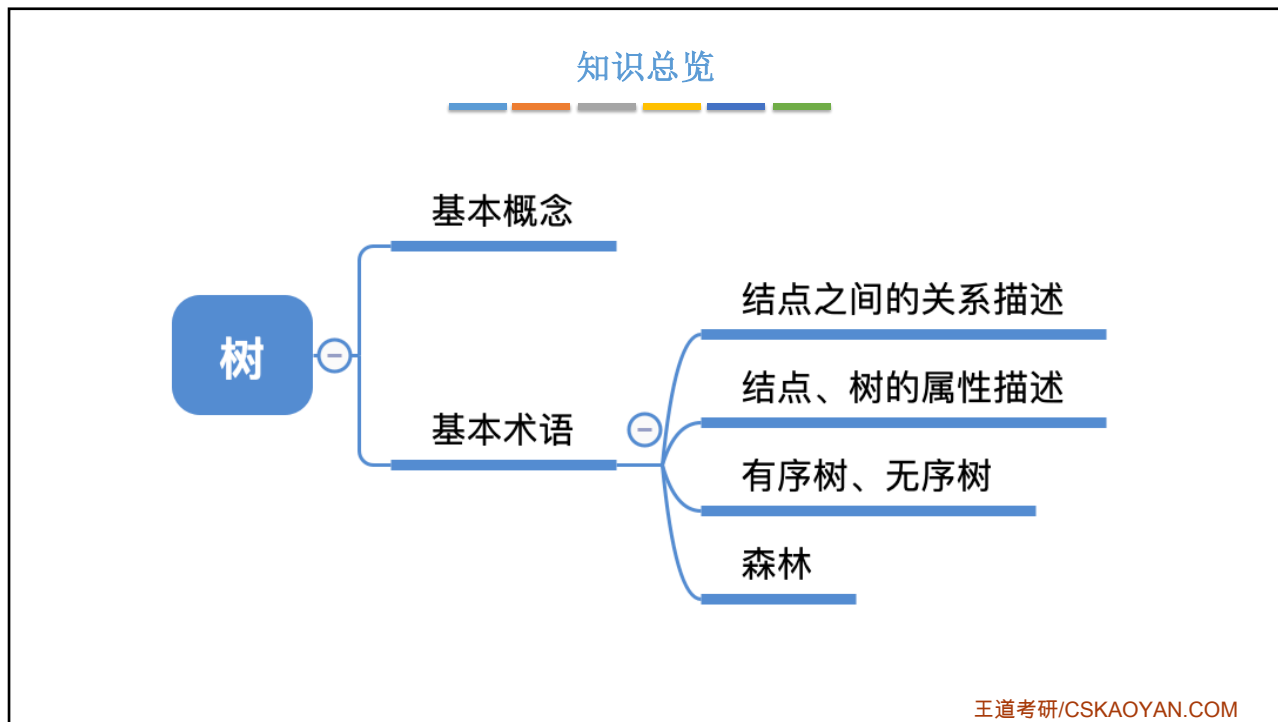 知识总览
树
基本概念
基本术语
结点之间的关系描述
结点、树的属性描述
有序树、无序树
森林
王道考研/CSKAOYAN.COM